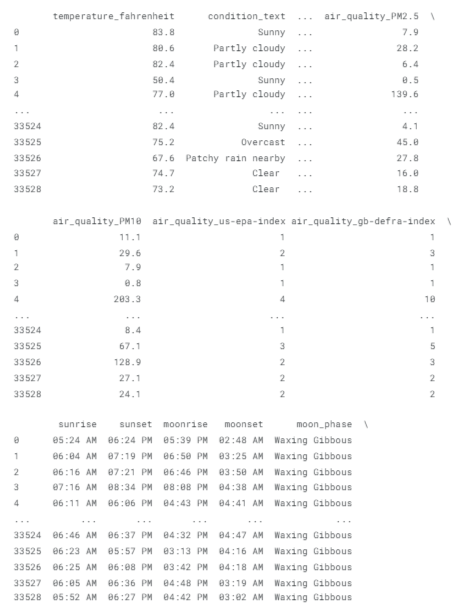 temperature_fahrenheit condition_text ... air_quality_PM2.5 \
0 83.8 Sunny ... 7.9
1 80.6 Partly cloudy ... 28.2
2 82.4 Partly cloudy ... 6.4
3 50.4 Sunny ... 0.5
4 77.0 Partly cloudy ... 139.6
... ... ... ... ...
33524 82.4 Sunny ... 4.1
33525 75.2 Overcast ... 45.0
33526 67.6 Patchy rain nearby ... 27.8
33527 74.7 Clear ... 16.0
33528 73.2 Clear ... 18.8
air_quality_PM10 air_quality_us-epa-index air_quality_gb-defra-index \
0 11.1 1 1
1 29.6 2 3
2 7.9 1 1
3 0.8 1 1
4 203.3 4 10
... ... ... ...
33524 8.4 1 1
33525 67.1 3 5
33526 128.9 2 3
33527 27.1 2 2
33528 24.1 2 2
sunrise sunset moonrise moonset moon_phase \
0 05:24 AM 06:24 PM 05:39 PM 02:48 AM Waxing Gibbous
1 06:04 AM 07:19 PM 06:50 PM 03:25 AM Waxing Gibbous
2 06:16 AM 07:21 PM 06:46 PM 03:50 AM Waxing Gibbous
3 07:16 AM 08:34 PM 08:08 PM 04:38 AM Waxing Gibbous
4 06:11 AM 06:06 PM 04:43 PM 04:41 AM Waxing Gibbous
... ... ... ... ... ...
33524 06:46 AM 06:37 PM 04:32 PM 04:47 AM Waxing Gibbous
33525 06:23 AM 05:57 PM 03:13 PM 04:16 AM Waxing Gibbous
33526 06:25 AM 06:08 PM 03:42 PM 04:18 AM Waxing Gibbous
33527 06:05 AM 06:36 PM 04:48 PM 03:19 AM Waxing Gibbous
33528 05:52 AM 06:27 PM 04:42 PM 03:02 AM Waxing Gibbous